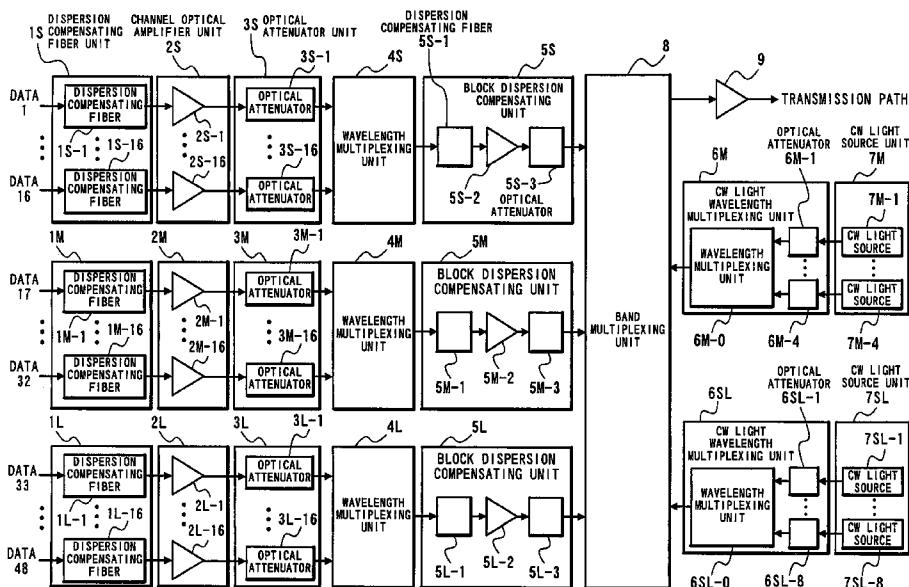 DISPERSION
COMPENSATING
1S FIBER UNIT
CHANNEL OPTICAL
AMPLIFIER UNIT
2S
3S OPTICAL
ATTENUATOR UNIT
3S-1
4S
DISPERSION
COMPENSATING FIBER
5S-1
5S
8
9
DATA
1
DISPERSION
COMPENSATING
FIBER
1S-1
1S-16
DATA
16
DISPERSION
COMPENSATING
FIBER
2S-1
2S-16
OPTICAL
ATTENUATOR
3S-16
OPTICAL
ATTENUATOR
WAVELENGTH
MULTIPLEXING
UNIT
BLOCK DISPERSION
COMPENSATING
UNIT
5S-2
5S-3
OPTICAL
ATTENUATOR
TRANSMISSION PATH
1M
2M
3M
3M-1
4M
5M
DATA
17
DISPERSION
COMPENSATING
FIBER
1M-1
1M-16
DATA
32
DISPERSION
COMPENSATING
FIBER
2M-1
2M-16
OPTICAL
ATTENUATOR
3M-16
OPTICAL
ATTENUATOR
WAVELENGTH
MULTIPLEXING
UNIT
BLOCK DISPERSION
COMPENSATING UNIT
5M-1
5M-2
5M-3
BAND
MULTIPLEXING
UNIT
6M
OPTICAL
ATTENUATOR
6M-1
CW LIGHT
SOURCE UNIT
7M
CW LIGHT
WAVELENGTH
MULTIPLEXING
UNIT
WAVELENGTH
MULTIPLEXING
UNIT
7M-1
CW LIGHT
SOURCE
CW LIGHT
SOURCE
6M-0
6M-4
7M-4
1L
2L
3L
3L-1
4L
5L
DATA
33
DISPERSION
COMPENSATING
FIBER
1L-1
1L-16
DATA
48
DISPERSION
COMPENSATING
FIBER
2L-1
2L-16
OPTICAL
ATTENUATOR
3L-16
OPTICAL
ATTENUATOR
WAVELENGTH
MULTIPLEXING
UNIT
BLOCK DISPERSION
COMPENSATING UNIT
5L-1
5L-2
5L-3
6SL
OPTICAL
ATTENUATOR
6SL-1
CW LIGHT
SOURCE UNIT
7SL
CW LIGHT
WAVELENGTH
MULTIPLEXING
UNIT
WAVELENGTH
MULTIPLEXING
UNIT
7SL-1
CW LIGHT
SOURCE
CW LIGHT
SOURCE
6SL-0
6SL-8
7SL-8